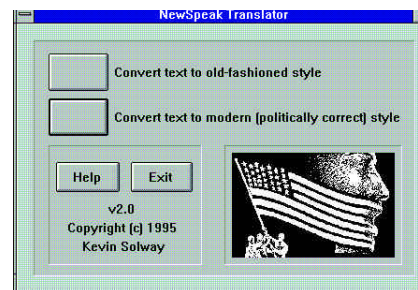 NewSpeak Translator
Convert text to old-fashioned style
Convert text to modern (politically correct) style
Help
Exit
v2.0
Copyright (c) 1995
Kevin Solway